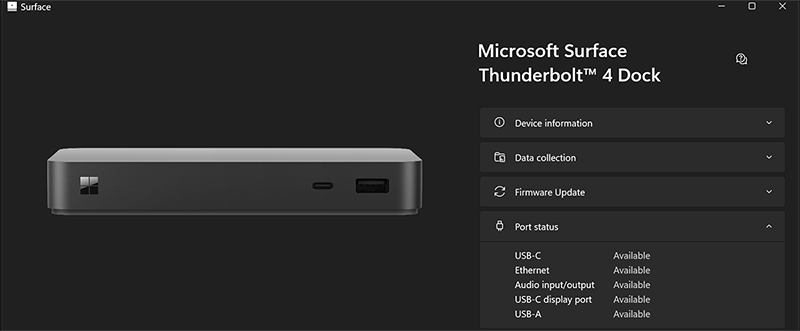 Surface
Microsoft Surface
Thunderbolt™ 4 Dock
Device information
Data collection
Firmware Update
Port status
USB-C Available
Ethernet Available
Audio input/output Available
USB-C display port Available
USB-A Available